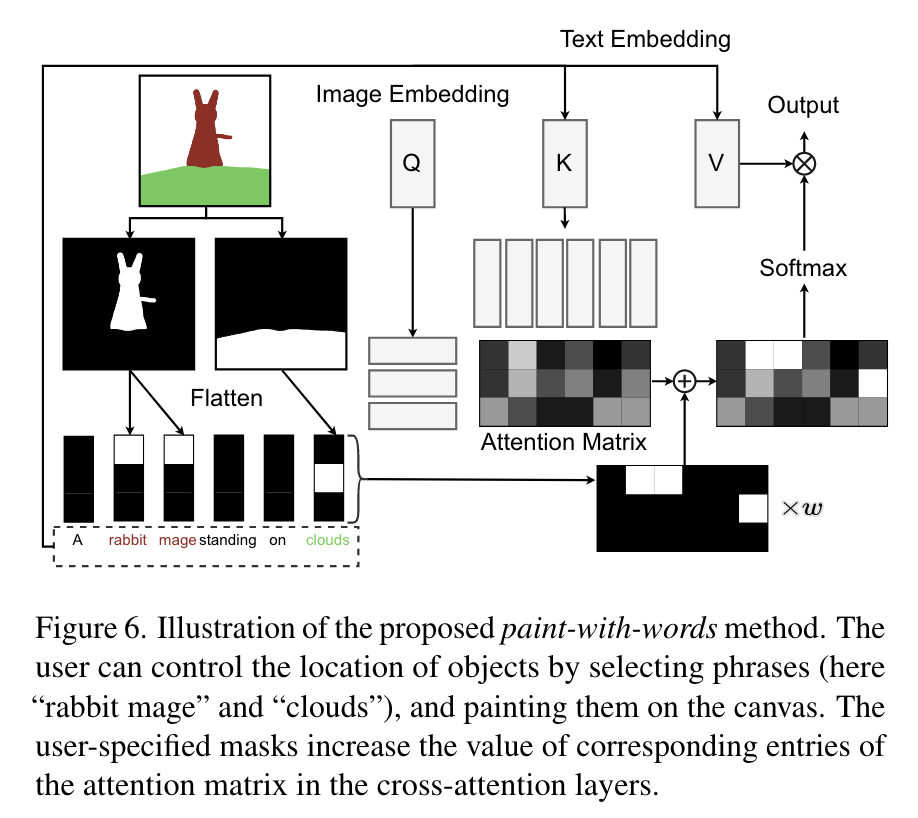 Text Embedding
Image Embedding
Output
Q
K
V
Softmax
Flatten
Attention Matrix
×w
A rabbit mage standing on clouds
Figure 6. Illustration of the proposed paint-with-words method. The
user can control the location of objects by selecting phrases (here
“rabbit mage” and “clouds”), and painting them on the canvas. The
user-specified masks increase the value of corresponding entries of
the attention matrix in the cross-attention layers.